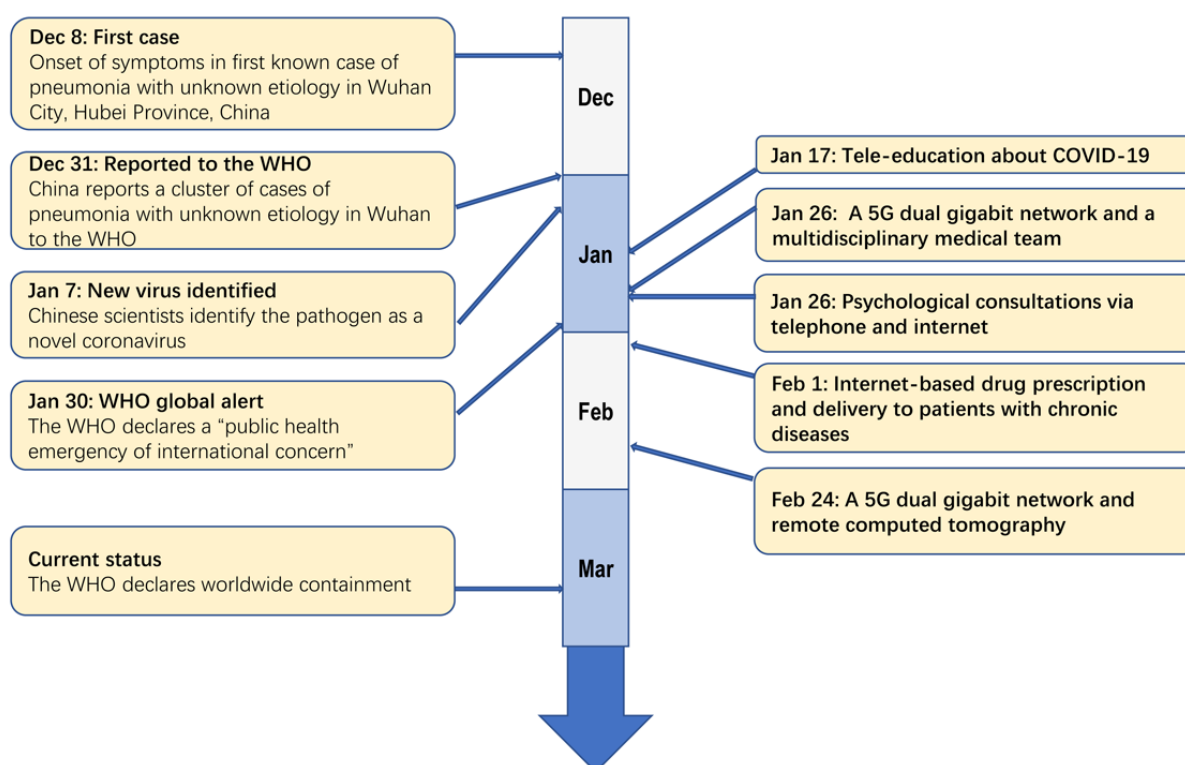 Dec 8: First case
Onset of symptoms in first known case of
pneumonia with unknown etiology in Wuhan
City, Hubei Province, China
Dec 31: Reported to the WHO
China reports a cluster of cases of
pneumonia with unknown etiology in Wuhan
to the WHO
Jan 7: New virus identified
Chinese scientists identify the pathogen as a
novel coronavirus
Jan 30: WHO global alert
The WHO declares a “public health
emergency of international concern”
Current status
The WHO declares worldwide containment
Dec
Jan
Feb
Mar
Jan 17: Tele-education about COVID-19
Jan 26: A 5G dual gigabit network and a
multidisciplinary medical team
Jan 26: Psychological consultations via
telephone and internet
Feb 1: Internet-based drug prescription
and delivery to patients with chronic
diseases
Feb 24: A 5G dual gigabit network and
remote computed tomography